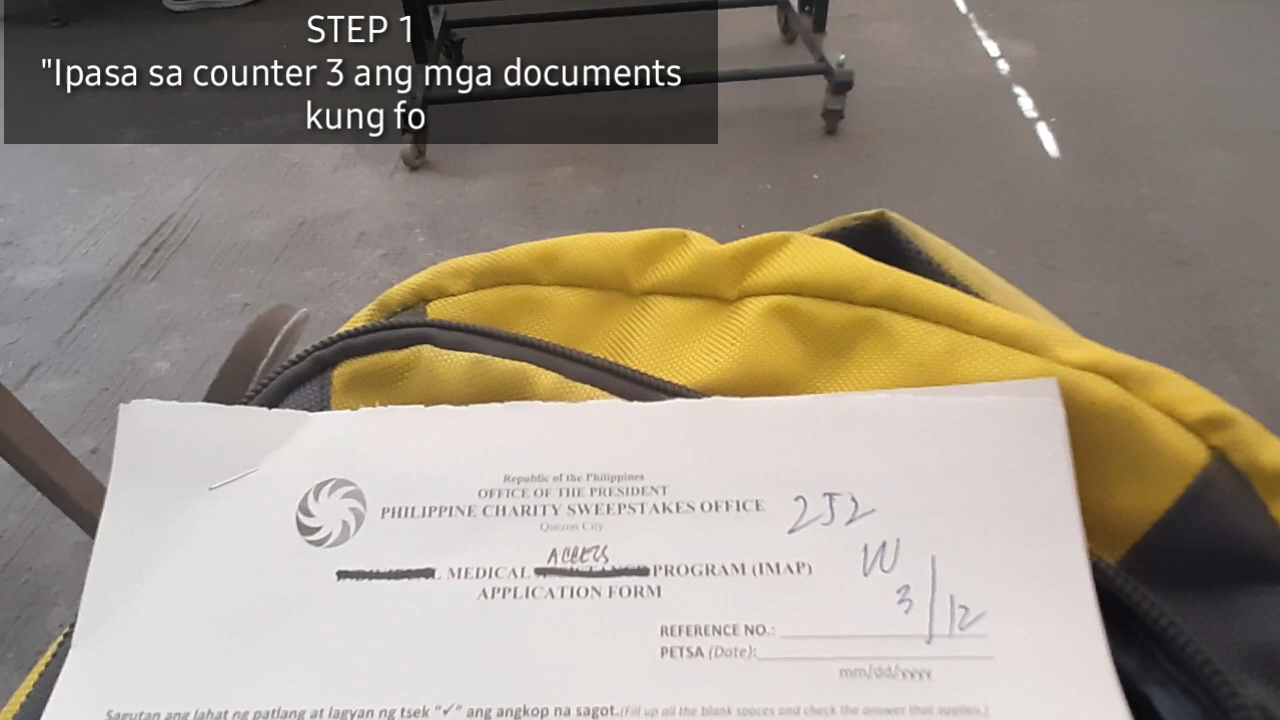 STEP 1
"Ipasa sa counter 3 ang mga documents
kung fo
Republic of the Philippines
OFFICE OF THE PRESIDENT
PHILIPPINE CHARITY SWEEPSTAKES OFFICE
Quezon City
252
W
3/12
ACCESS
MEDICAL PROGRAM (IMAP)
APPLICATION FORM
REFERENCE NO.:
PETSA (Date):
mm/dd/yyyy
Sagutan ang lahat ng patlang at lagyan ng tsek "✓" ang angkop na sagot. (Fill up all the blank spaces and check the answer that applies.)